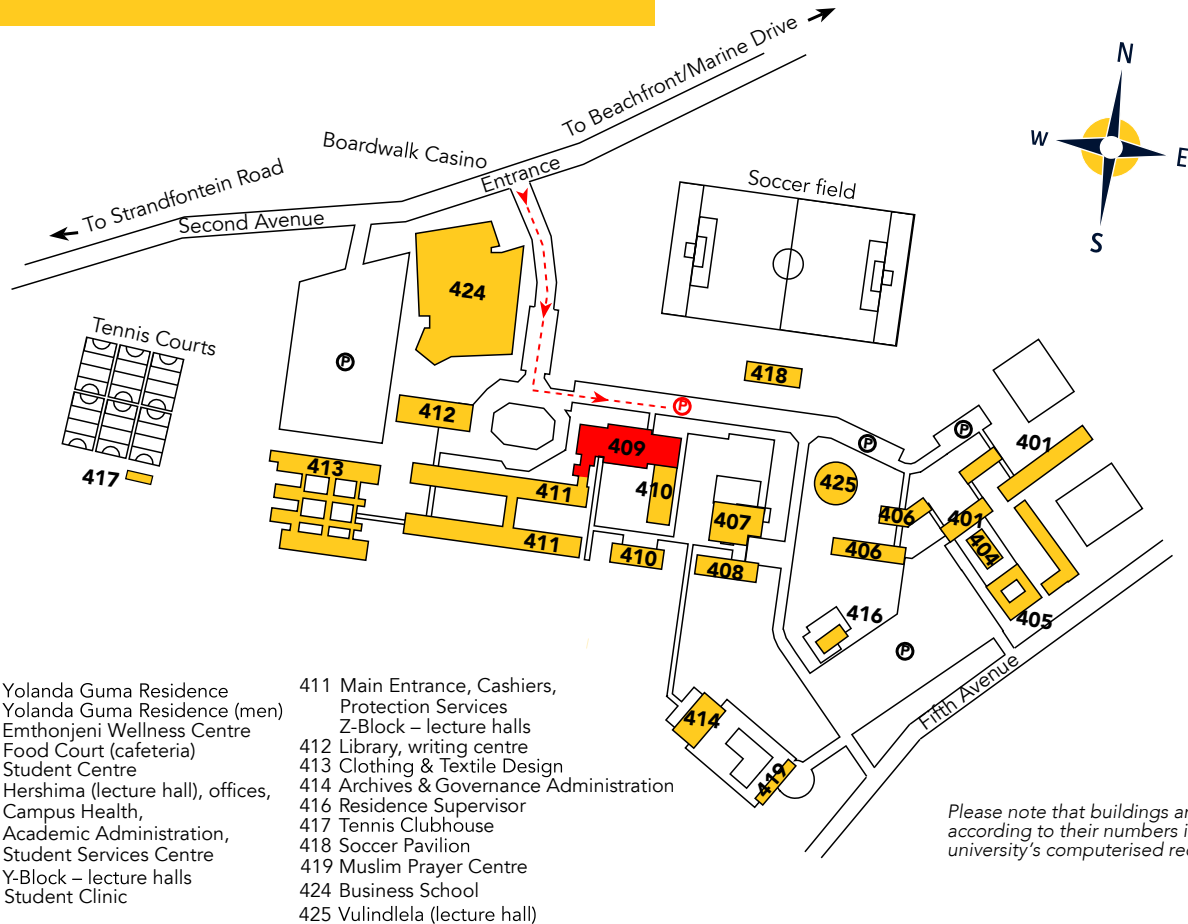 To Beachfront/Marine Drive
N
W
E
S
Boardwalk Casino
Entrance
To Strandfontein Road
Second Avenue
Soccer field
424
Tennis Courts
P
418
P
412
P
P
401
409
417
413
411
410
425
407
406
401
411
410
408
406
404
416
405
P
Fifth Avenue
414
419
Yolanda Guma Residence
Yolanda Guma Residence (men)
Emthonjeni Wellness Centre
Food Court (cafeteria)
Student Centre
Hershima (lecture hall), offices,
Campus Health,
Academic Administration,
Student Services Centre
Y-Block – lecture halls
Student Clinic
411 Main Entrance, Cashiers,
Protection Services
Z-Block – lecture halls
412 Library, writing centre
413 Clothing & Textile Design
414 Archives & Governance Administration
416 Residence Supervisor
417 Tennis Clubhouse
418 Soccer Pavilion
419 Muslim Prayer Centre
424 Business School
425 Vulindlela (lecture hall)
Please note that buildings
according to their numbers
university's computerised